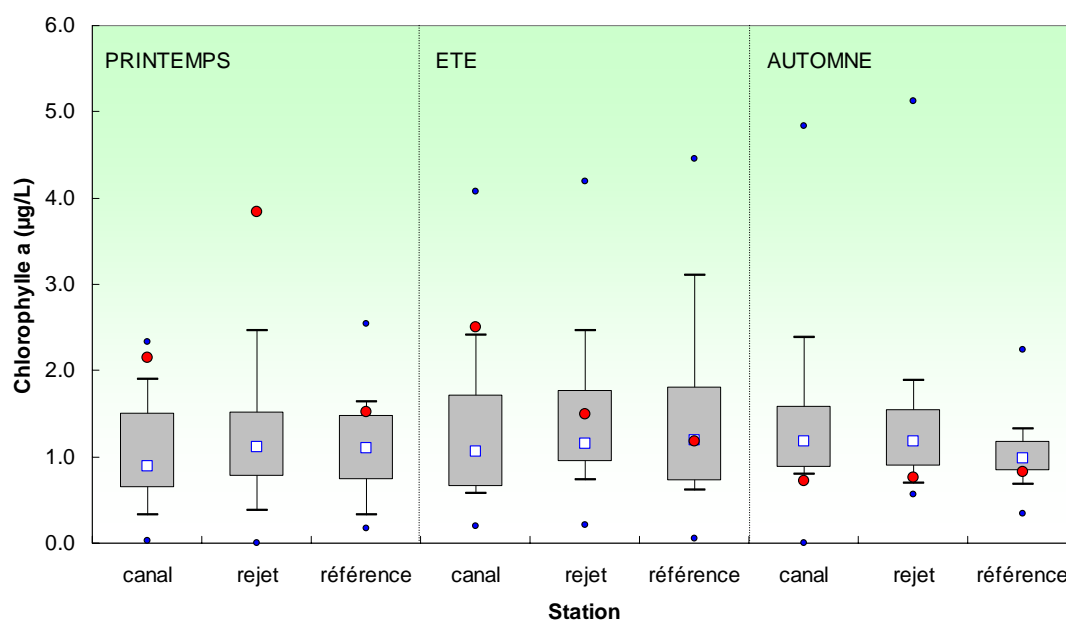 6.0
5.0
4.0
3.0
2.0
1.0
0.0
Chlorophylle a (µg/L)
PRINTEMPS ETE AUTOMNE
canal rejet référence canal rejet référence canal rejet référence
Station